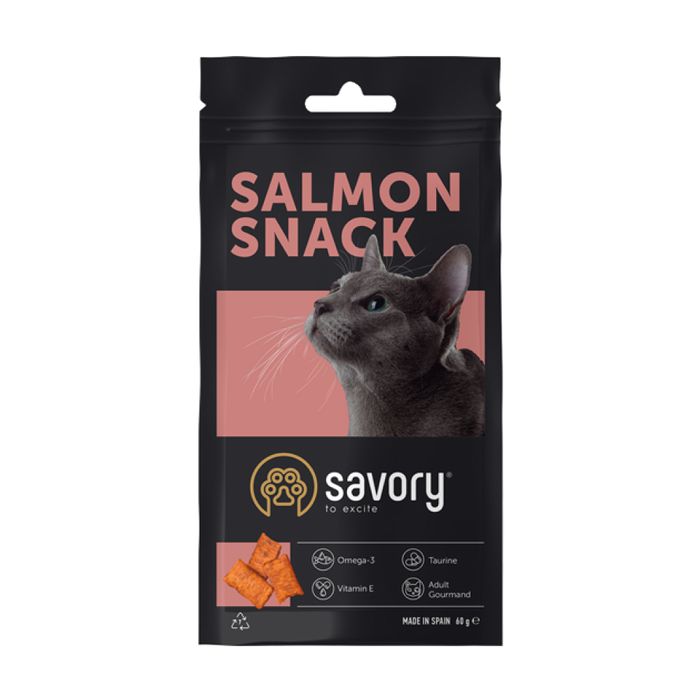 SALMON
SNACK
savory®
to excite
Omega-3
Taurine
Vitamin E
Adult
Gourmand
MADE IN SPAIN 60 g ℮